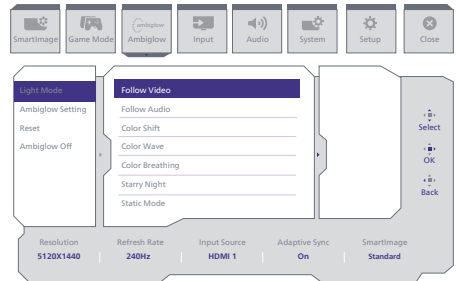 ambiglow
SmartImage Game Mode Ambiglow Input Audio System Setup Close
Light Mode
Ambiglow Setting
Reset
Ambiglow Off
Follow Video
Follow Audio
Color Shift
Color Wave
Color Breathing
Starry Night
Static Mode
Select
OK
Back
Resolution Refresh Rate Input Source Adaptive Sync SmartImage
5120X1440 240Hz HDMI 1 On Standard